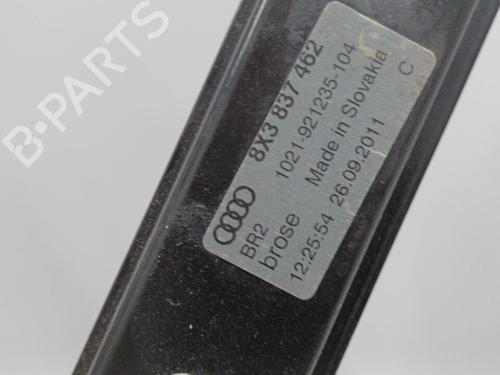 8X3 837 462
1021-921235-104
BR2 Made in Slovakia C
brose
12:25:54 26.09.2011
B-PARTS